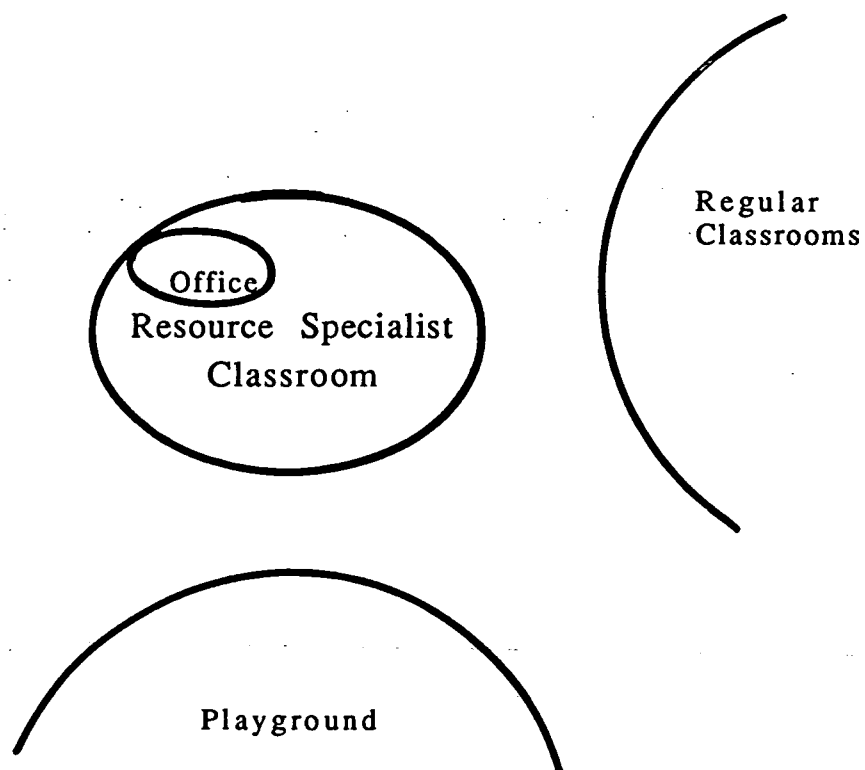 Regular
Classrooms
Office
Resource Specialist
Classroom
Playground